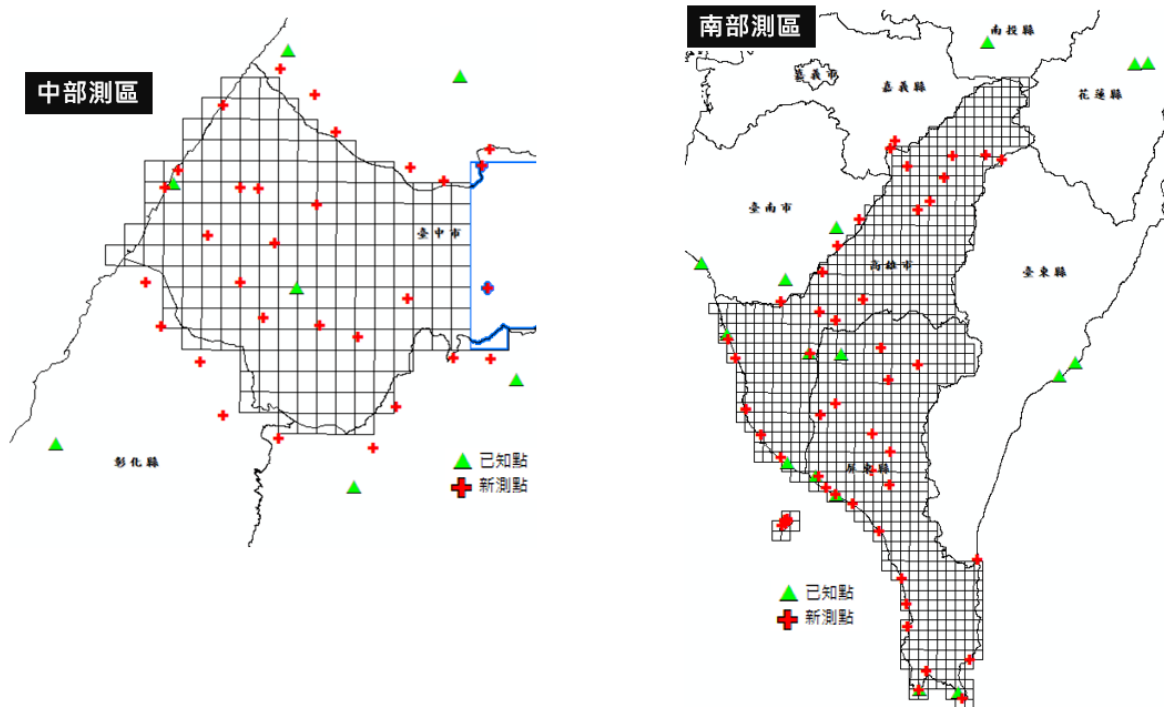 中部測區
臺中市
彰化縣
已知點
新測點
南部測區
南投縣
嘉義市
嘉義縣
花蓮縣
臺南市
高雄市
臺東縣
屏東縣
已知點
新測點